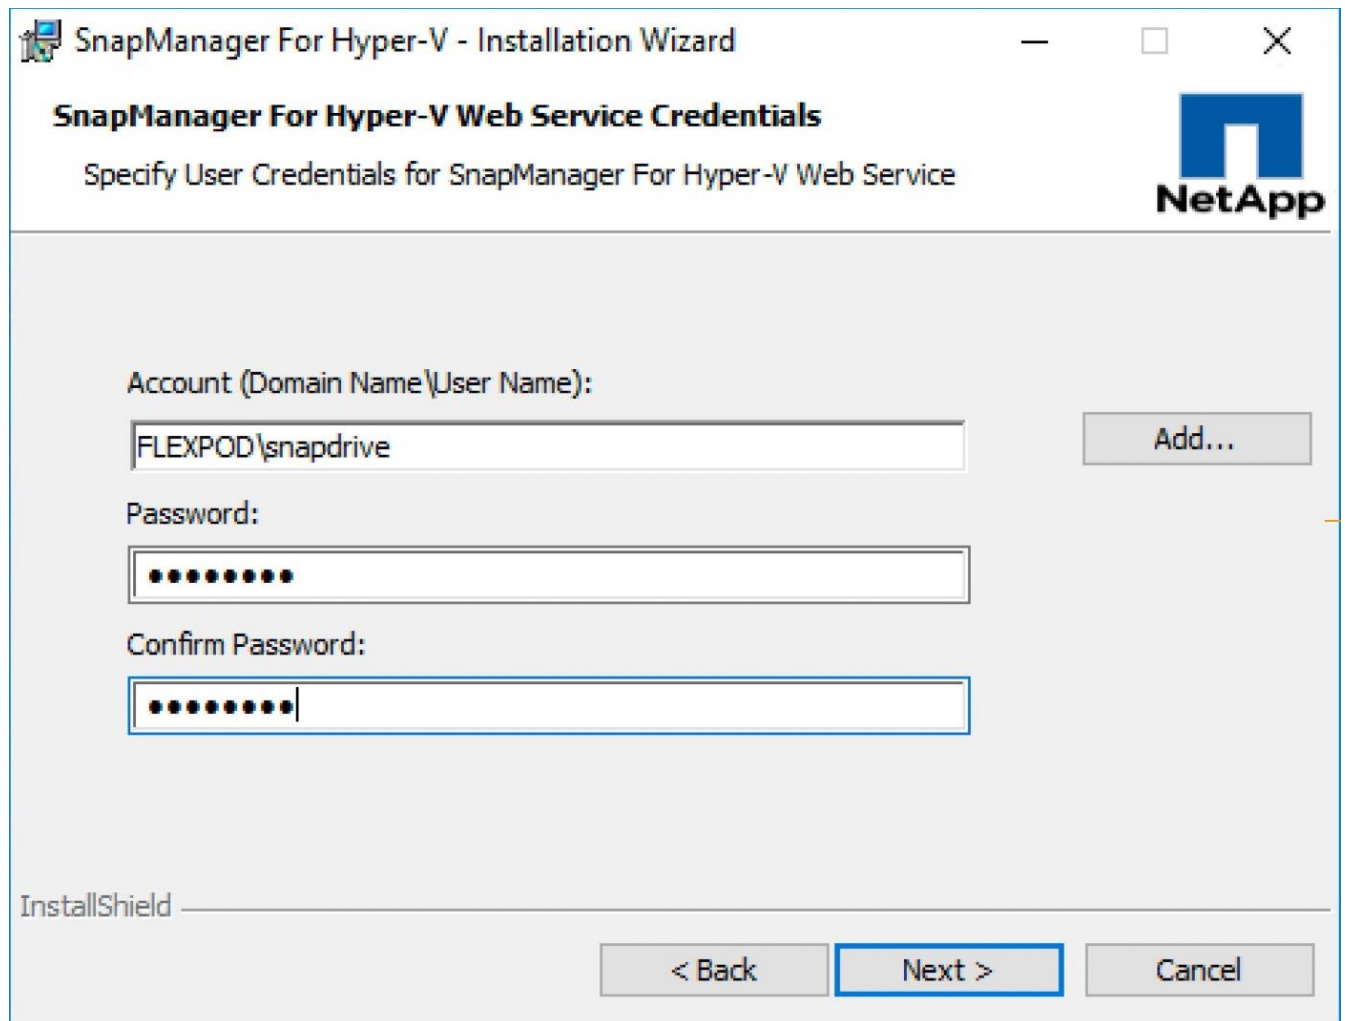 SnapManager For Hyper-V - Installation Wizard
SnapManager For Hyper-V Web Service Credentials
Specify User Credentials for SnapManager For Hyper-V Web Service
NetApp
Account (Domain Name\User Name):
FLEXPOD\snapdrive
Add...
Password:
••••••••
Confirm Password:
••••••••
InstallShield
< Back
Next >
Cancel